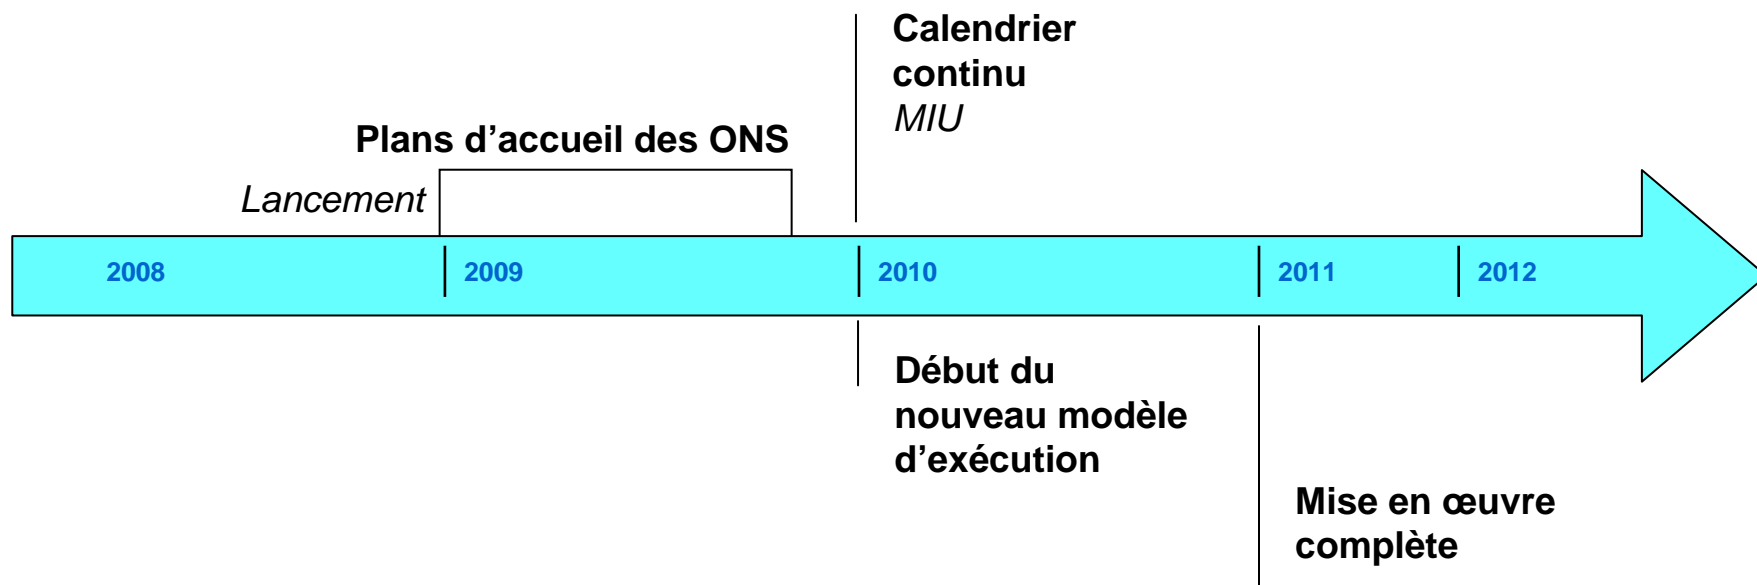 Calendrier
continu
MIU
Plans d’accueil des ONS
Lancement
2008
2009
2010
2011
2012
Début du
nouveau modèle
d’exécution
Mise en œuvre
complète